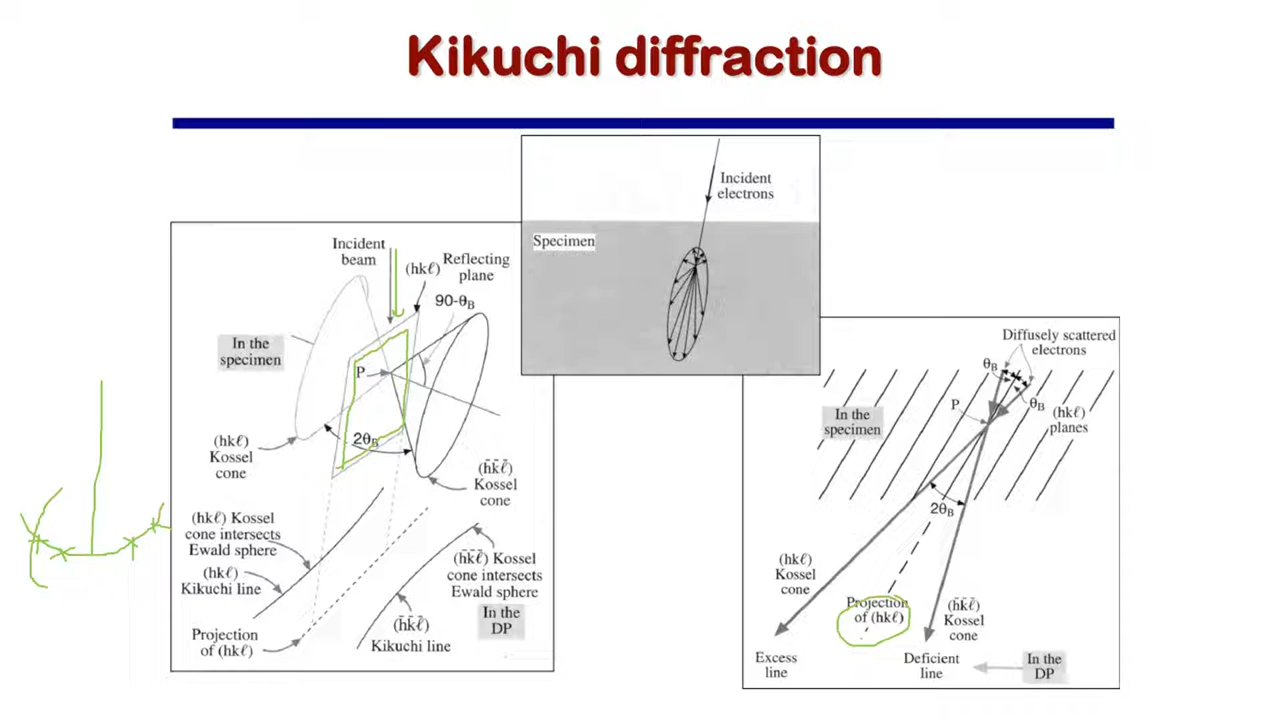 Kikuchi diffraction
Incident
electrons
Specimen
Incident
beam
(hkℓ)
Reflecting
plane
90-θB
In the
specimen
P
2θB
(hkℓ)
Kossel
cone
(h̄k̄ℓ̄)
Kossel
cone
(hkℓ) Kossel
cone intersects
Ewald sphere
(hkℓ)
Kikuchi line
(h̄k̄ℓ̄) Kossel
cone intersects
Ewald sphere
In the
DP
Projection
of (hkℓ)
(h̄k̄ℓ̄)
Kikuchi line
Diffusely scattered
electrons
θB
θB
P
In the
specimen
(hkℓ)
planes
2θB
(hkℓ)
Kossel
cone
Projection
of (hkℓ)
(h̄k̄ℓ̄)
Kossel
cone
Excess
line
Deficient
line
In the
DP